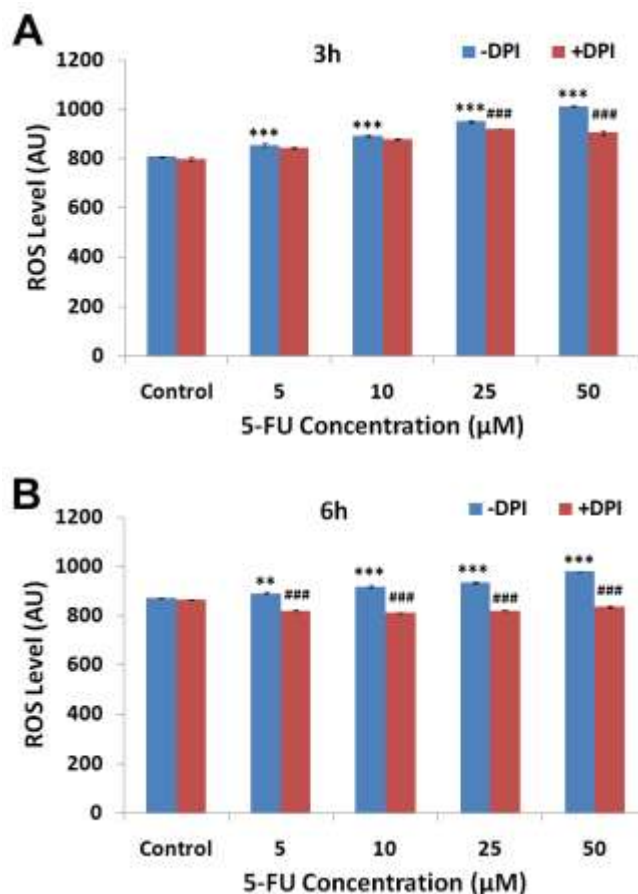 A
3h
-DPI +DPI
1200
1000
800
600
400
200
0
ROS Level (AU)
*** *** *** ### *** ###
Control 5 10 25 50
5-FU Concentration (µM)
B
6h
-DPI +DPI
1200
1000
800
600
400
200
0
ROS Level (AU)
** ### *** ### *** ### *** ###
Control 5 10 25 50
5-FU Concentration (µM)